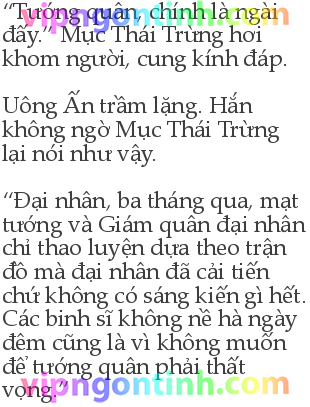 “Tướng quân, chính là ngài
đấy.” Mục Thái Trừng hơi
khom người, cung kính đáp.
Uông Ấn trầm lặng. Hắn
không ngờ Mục Thái Trừng
lại nói như vậy.
“Đại nhân, ba tháng qua, mạt
tướng và Giám quân đại nhân
chỉ thao luyện dựa theo trận
đồ mà đại nhân đã cải tiến
chứ không có sáng kiến gì hết.
Các binh sĩ không nề hà ngày
đêm cũng là vì không muốn
để tướng quân phải thất
vọng.”
vipngontinh.com
vipngontinh.com